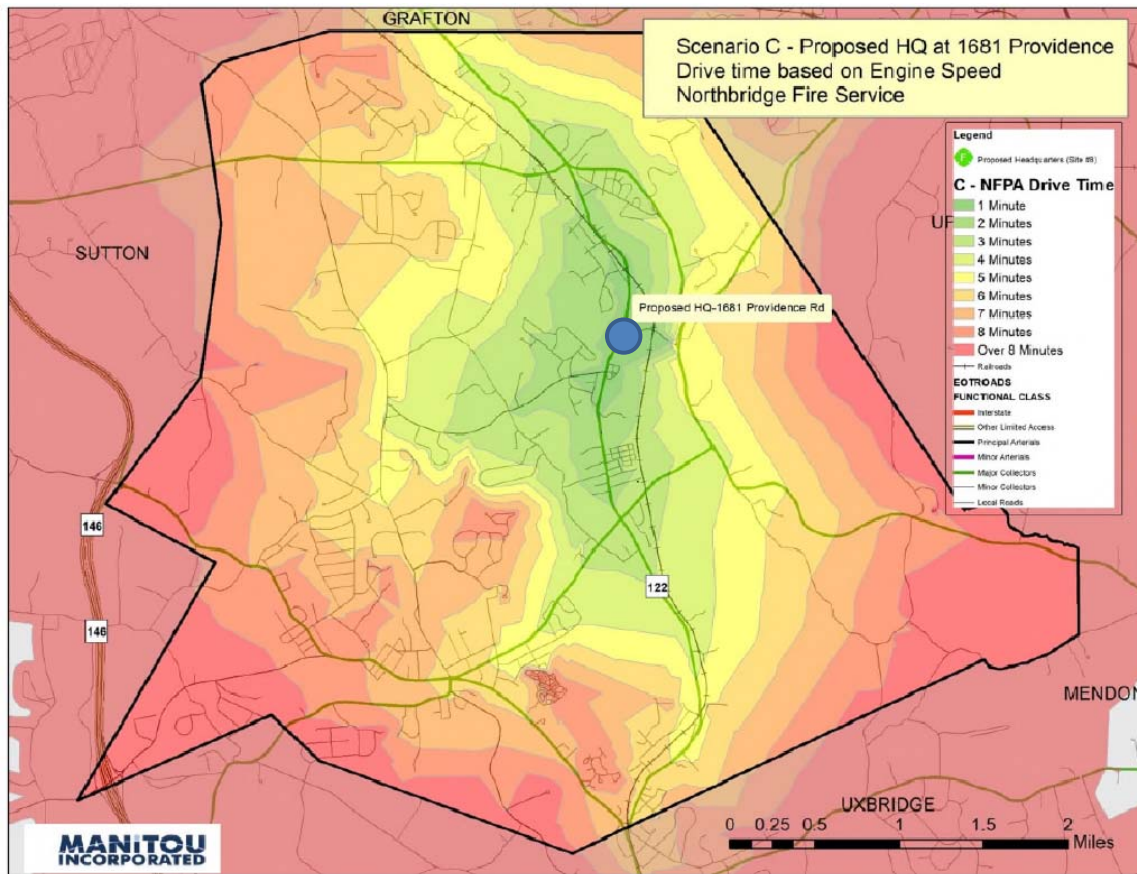 GRAFTON
Scenario C - Proposed HQ at 1681 Providence
Drive time based on Engine Speed
Northbridge Fire Service
Legend
Proposed Headquarters (Site #8)
C - NFPA Drive Time
1 Minute
2 Minutes
3 Minutes
4 Minutes
5 Minutes
6 Minutes
7 Minutes
8 Minutes
Over 8 Minutes
Railroads
EOTROADS
FUNCTIONAL CLASS
Interstate
Other Limited Access
Principal Arterials
Minor Arterials
Major Collectors
Minor Collectors
Local Roads
UP
SUTTON
Proposed HQ-1681 Providence Rd
146
122
146
MENDON
UXBRIDGE
0 0.25 0.5 1 2
Miles
MANITOU
INCORPORATED